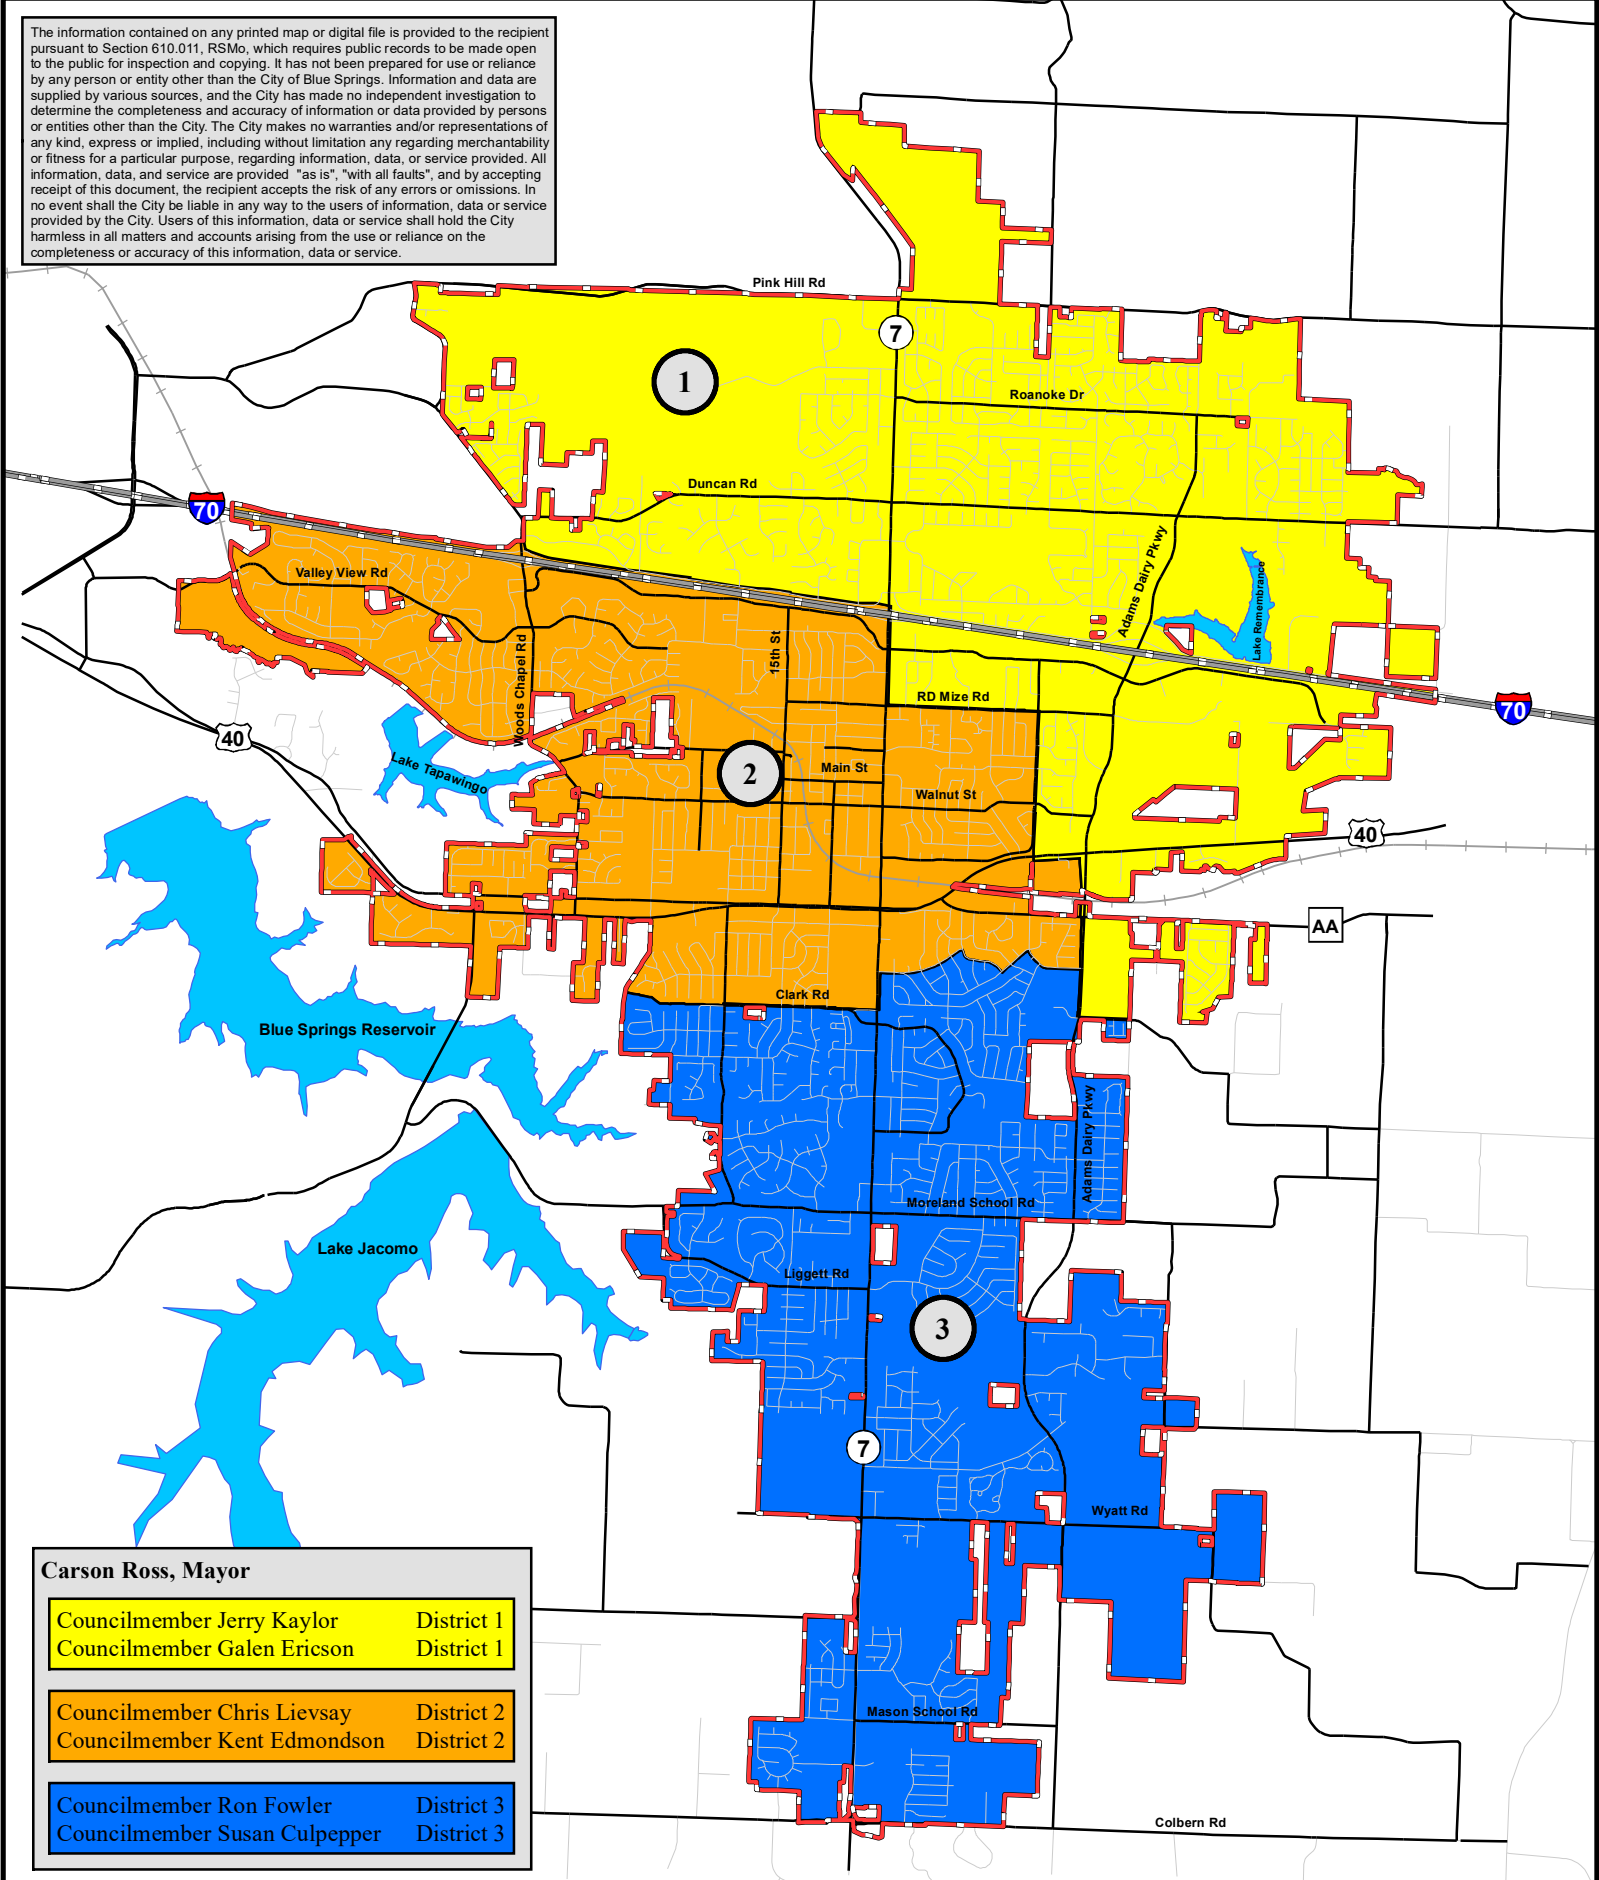 The information contained on any printed map or digital file is provided to the recipient
pursuant to Section 610.011, RSMo, which requires public records to be made open
to the public for inspection and copying. It has not been prepared for use or reliance
by any person or entity other than the City of Blue Springs. Information and data are
supplied by various sources, and the City has made no independent investigation to
determine the completeness and accuracy of information or data provided by persons
or entities other than the City. The City makes no warranties and/or representations of
any kind, express or implied, including without limitation any regarding merchantability
or fitness for a particular purpose, regarding information, data, or service provided. All
information, data, and service are provided "as is", "with all faults", and by accepting
receipt of this document, the recipient accepts the risk of any errors or omissions. In
no event shall the City be liable in any way to the users of information, data or service
provided by the City. Users of this information, data or service shall hold the City
harmless in all matters and accounts arising from the use or reliance on the
completeness or accuracy of this information, data or service.
Pink Hill Rd
7
1
Roanoke Dr
Duncan Rd
70
Adams Dairy Pkwy
Valley View Rd
Lake Remembrance
15th St
Woods Chapel Rd
RD Mize Rd
70
40
Lake Tapawingo
2
Main St
Walnut St
40
AA
Clark Rd
Blue Springs Reservoir
Adams Dairy Pkwy
Moreland School Rd
Lake Jacomo
Liggett Rd
3
7
Wyatt Rd
Carson Ross, Mayor
Councilmember Jerry Kaylor District 1
Councilmember Galen Ericson District 1
Councilmember Chris Lievsay District 2
Councilmember Kent Edmondson District 2
Mason School Rd
Councilmember Ron Fowler District 3
Councilmember Susan Culpepper District 3
Colbern Rd